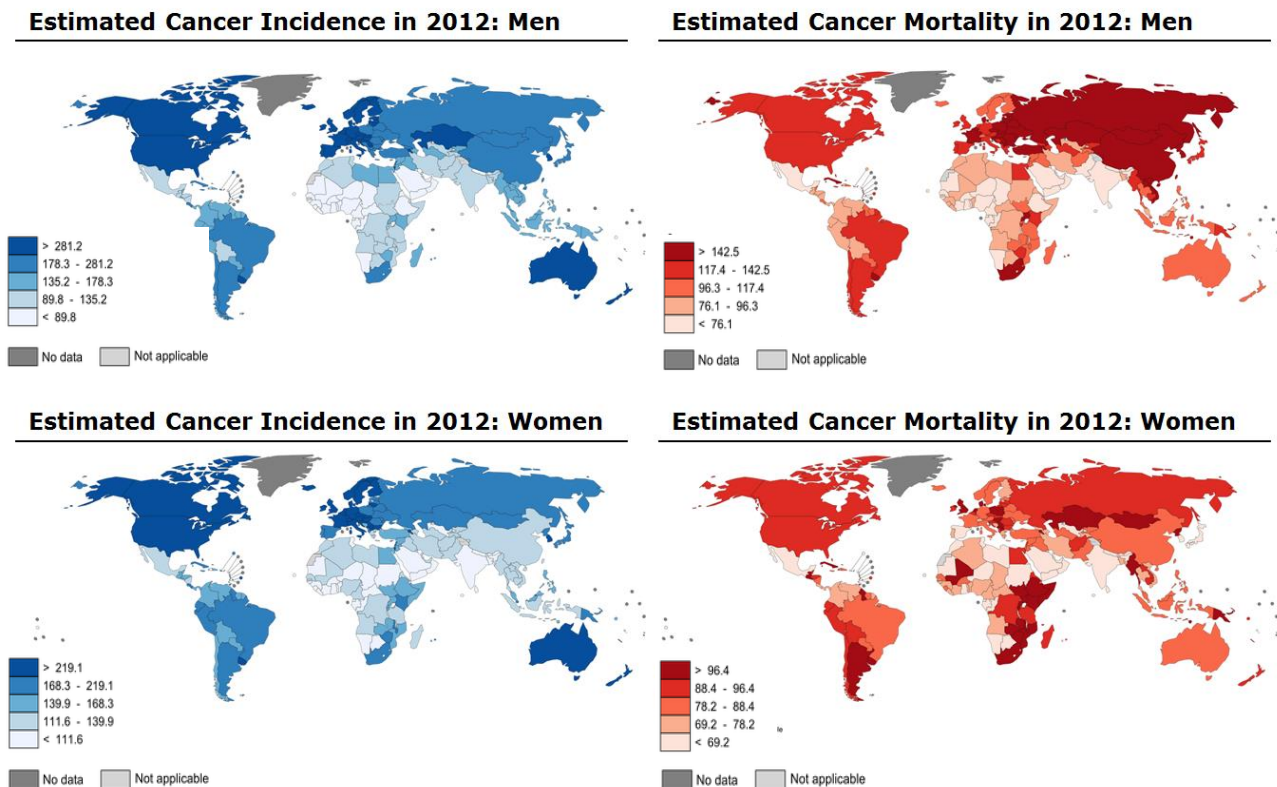 Estimated Cancer Incidence in 2012: Men
> 281.2
178.3 - 281.2
135.2 - 178.3
89.8 - 135.2
< 89.8
No data
Not applicable
Estimated Cancer Mortality in 2012: Men
> 142.5
117.4 - 142.5
96.3 - 117.4
76.1 - 96.3
< 76.1
No data
Not applicable
Estimated Cancer Incidence in 2012: Women
> 219.1
168.3 - 219.1
139.9 - 168.3
111.6 - 139.9
< 111.6
No data
Not applicable
Estimated Cancer Mortality in 2012: Women
> 96.4
88.4 - 96.4
78.2 - 88.4
69.2 - 78.2
< 69.2
No data
Not applicable